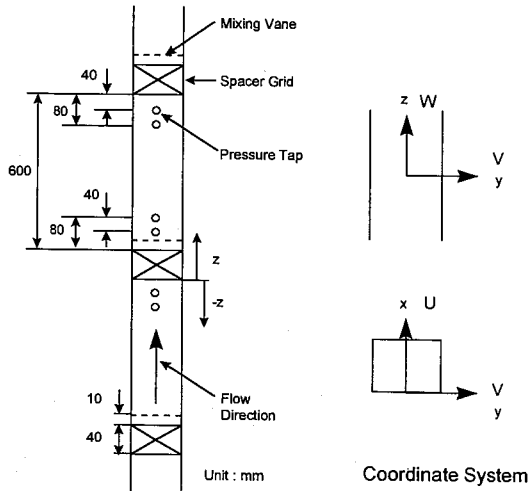 Mixing Vane
40
Spacer Grid
80
Pressure Tap
600
40
80
z
-z
10
Flow
Direction
40
Unit : mm
z W
V
y
x U
V
y
Coordinate System